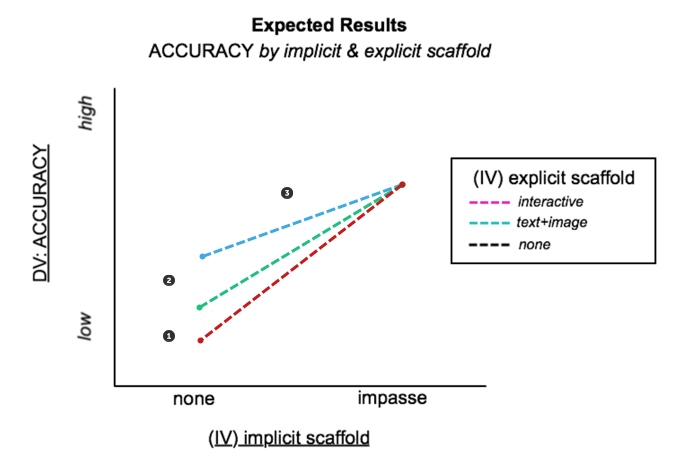 Expected Results
ACCURACY by implicit & explicit scaffold
high
DV: ACCURACY
low
3
2
1
none
impasse
(IV) implicit scaffold
(IV) explicit scaffold
interactive
text+image
none